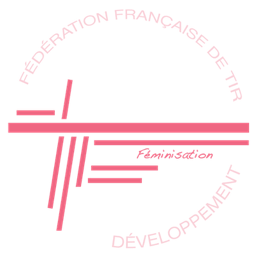 FÉDÉRATION FRANÇAISE DE TIR
Féminisation
DÉVELOPPEMENT